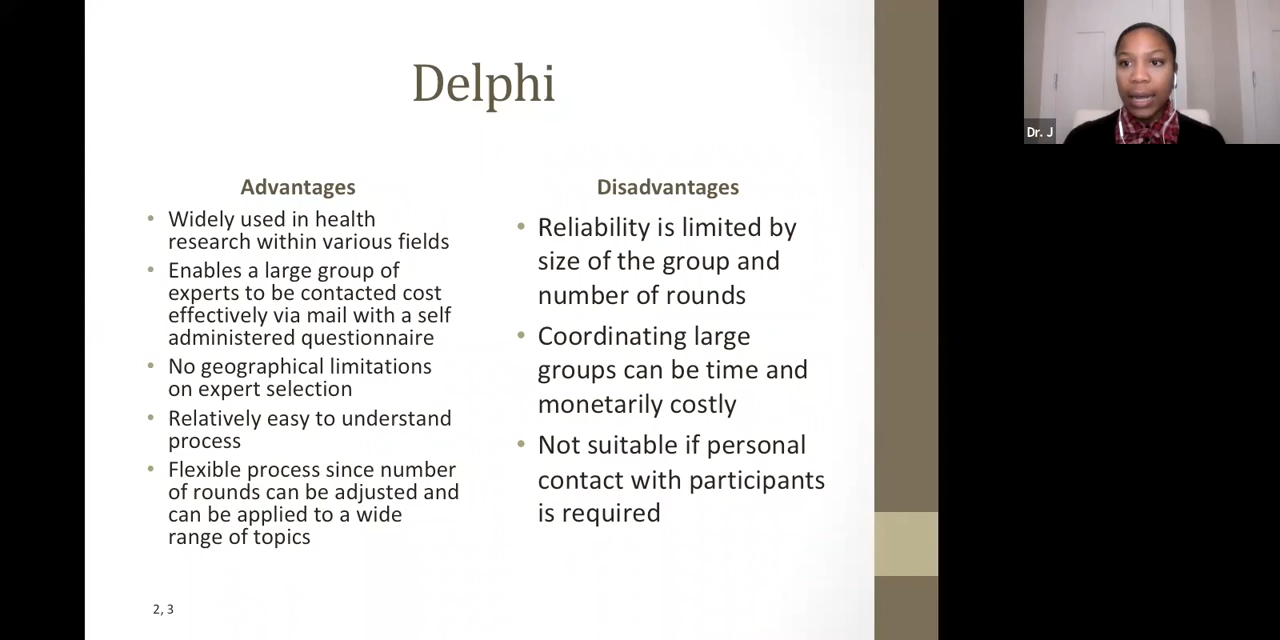 Delphi
Advantages
• Widely used in health
research within various fields
• Enables a large group of
experts to be contacted cost
effectively via mail with a self
administered questionnaire
• No geographical limitations
on expert selection
• Relatively easy to understand
process
• Flexible process since number
of rounds can be adjusted and
can be applied to a wide
range of topics
Disadvantages
• Reliability is limited by
size of the group and
number of rounds
• Coordinating large
groups can be time and
monetarily costly
• Not suitable if personal
contact with participants
is required
2, 3
Dr. J